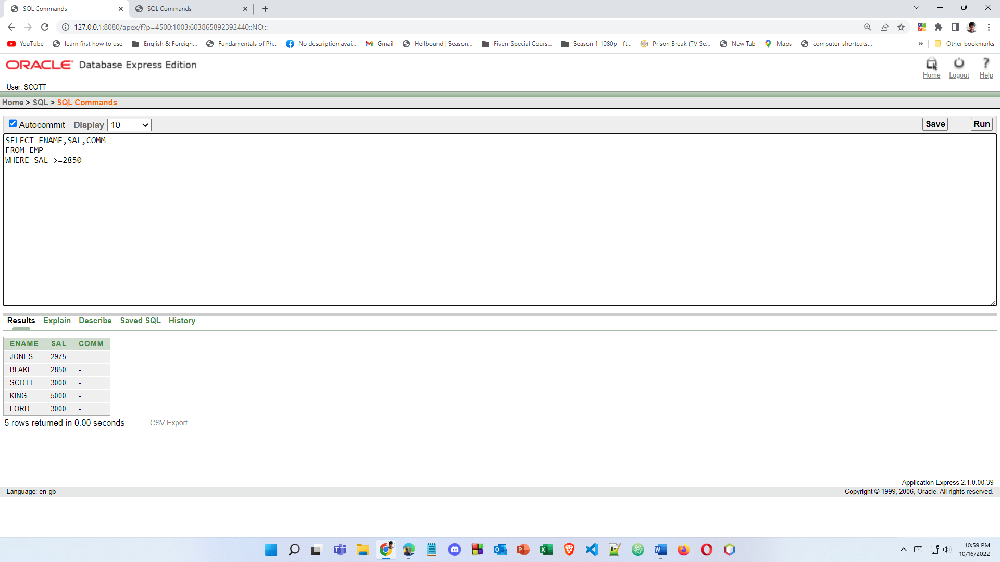 SQL Commands
SQL Commands
127.0.0.1:8080/apex/f?p=4500:1003:603865892392440::NO:::
YouTube
learn first how to use
English & Foreign...
Fundamentals of Ph...
No description avai...
Gmail
Hellbound | Season...
Fiverr Special Cours...
Season 1 1080p - ft...
Prison Break (TV Se...
New Tab
Maps
computer-shortcuts...
»
Other bookmarks
ORACLE Database Express Edition
Home
Logout
Help
User: SCOTT
Home > SQL > SQL Commands
Autocommit
Display
10
Save
Run
SELECT ENAME,SAL,COMM
FROM EMP
WHERE SAL >=2850
Results
Explain
Describe
Saved SQL
History
ENAME SAL COMM
JONES 2975 -
BLAKE 2850 -
SCOTT 3000 -
KING 5000 -
FORD 3000 -
5 rows returned in 0.00 seconds
CSV Export
Application Express 2.1.0.00.39
Language: en-gb
Copyright © 1999, 2006, Oracle. All rights reserved.
10:59 PM
10/16/2022